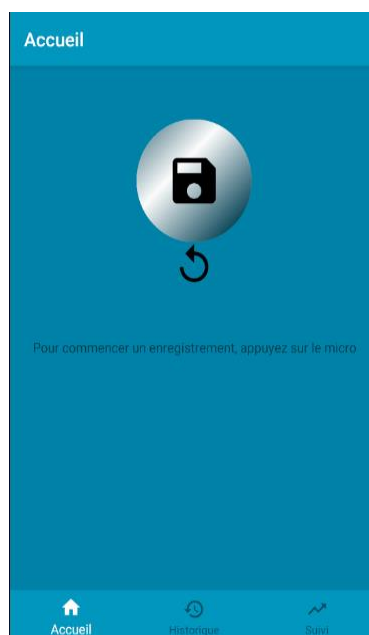 Accueil
Pour commencer un enregistrement, appuyez sur le micro
Accueil
Historique
Suivi